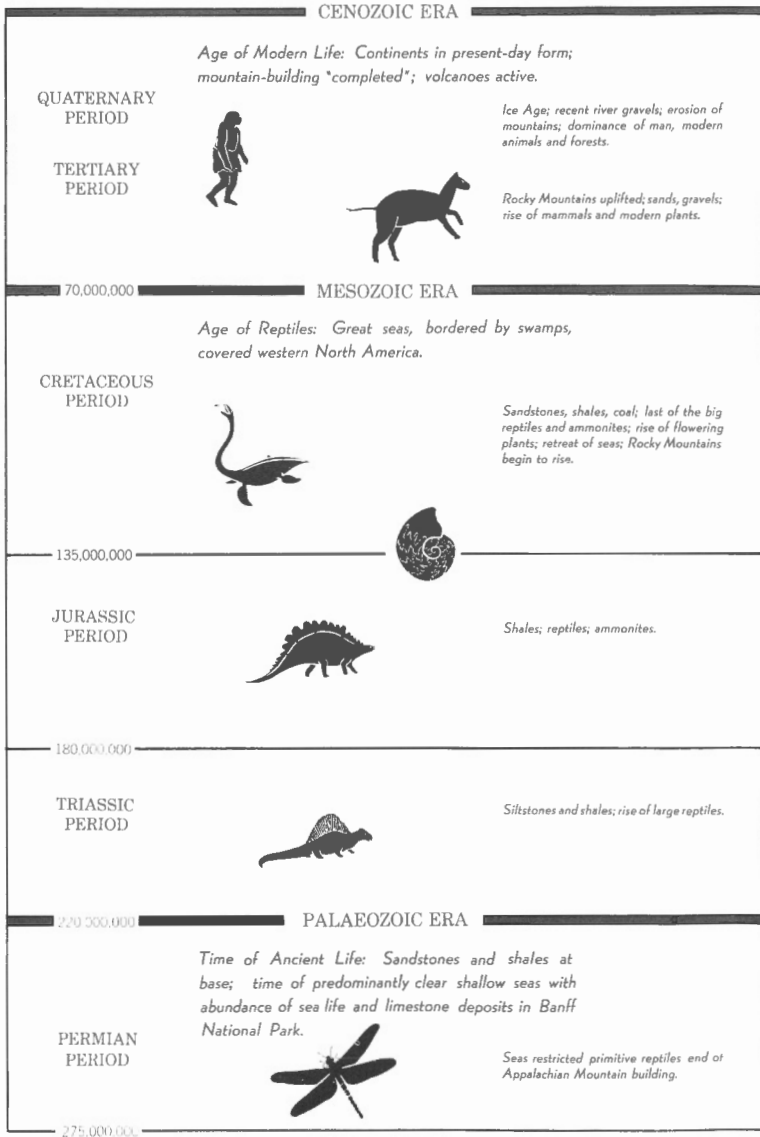 CENOZOIC ERA
Age of Modern Life: Continents in present-day form;
mountain-building "completed"; volcanoes active.
QUATERNARY
PERIOD
Ice Age; recent river gravels; erosion of
mountains; dominance of man, modern
animals and forests.
TERTIARY
PERIOD
Rocky Mountains uplifted; sands, gravels;
rise of mammals and modern plants.
70,000,000
MESOZOIC ERA
Age of Reptiles: Great seas, bordered by swamps,
covered western North America.
CRETACEOUS
PERIOD
Sandstones, shales, coal; last of the big
reptiles and ammonites; rise of flowering
plants; retreat of seas; Rocky Mountains
begin to rise.
135,000,000
JURASSIC
PERIOD
Shales; reptiles; ammonites.
180,000,000
TRIASSIC
PERIOD
Siltstones and shales; rise of large reptiles.
220,000,000
PALAEOZOIC ERA
Time of Ancient Life: Sandstones and shales at
base; time of predominantly clear shallow seas with
abundance of sea life and limestone deposits in Banff
National Park.
PERMIAN
PERIOD
Seas restricted primitive reptiles end of
Appalachian Mountain building.
275,000,000